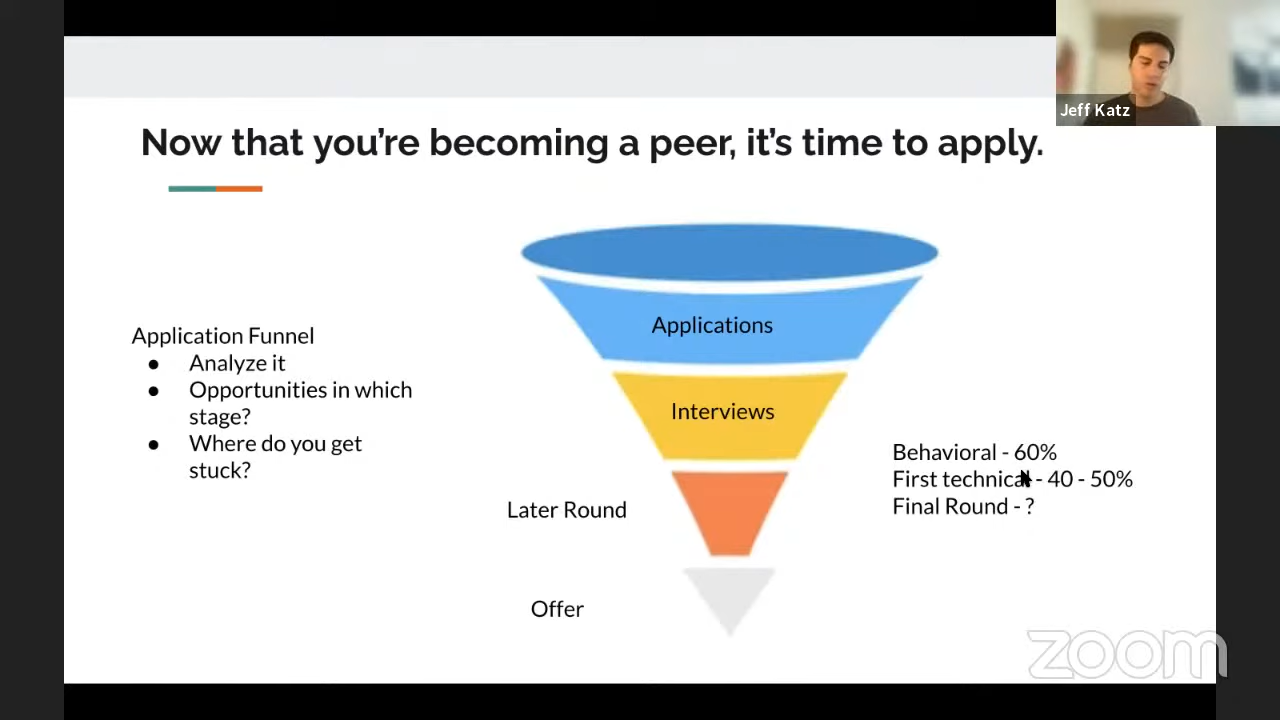 Jeff Katz
Now that you're becoming a peer, it's time to apply.
Application Funnel
● Analyze it
● Opportunities in which
stage?
● Where do you get
stuck?
Applications
Interviews
Later Round
Offer
Behavioral - 60%
First technical - 40 - 50%
Final Round - ?
zoom